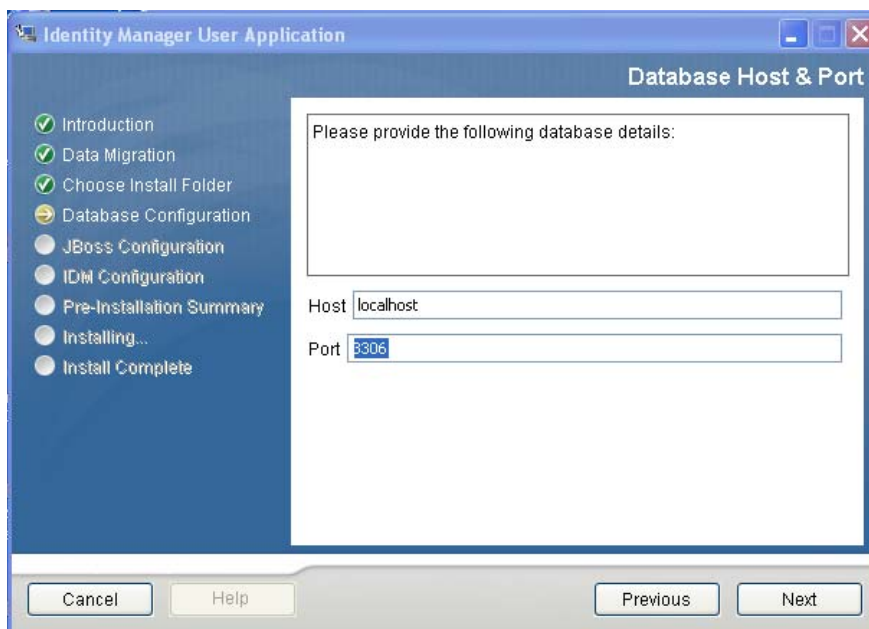 Identity Manager User Application
Database Host & Port
Introduction
Data Migration
Choose Install Folder
Database Configuration
JBoss Configuration
IDM Configuration
Pre-Installation Summary
Installing...
Install Complete
Please provide the following database details:
Host localhost
Port 3306
Cancel Help Previous Next